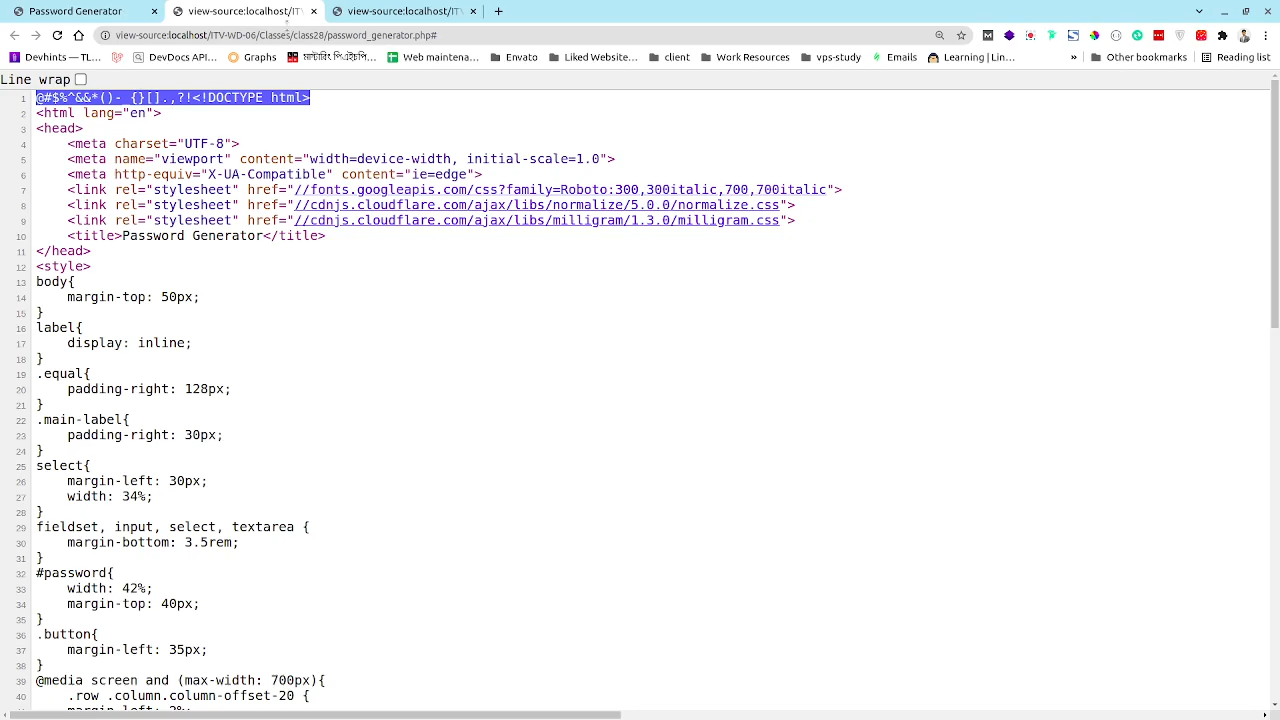 Password Generator
view-source:localhost/IT
view-source:localhost/IT
view-source:localhost/ITV-WD-06/Classes/class28/password_generator.php#
Devhints — TL...
DevDocs API...
Graphs
Web maintena...
Envato
Liked Website...
client
Work Resources
vps-study
Emails
Learning | Lin...
»
Other bookmarks
Reading list
Line wrap
1 @#$%^&&*()-_{}[].,?!<!DOCTYPE html>
2 <html lang="en">
3 <head>
4     <meta charset="UTF-8">
5     <meta name="viewport" content="width=device-width, initial-scale=1.0">
6     <meta http-equiv="X-UA-Compatible" content="ie=edge">
7     <link rel="stylesheet" href="//fonts.googleapis.com/css?family=Roboto:300,300italic,700,700italic">
8     <link rel="stylesheet" href="//cdnjs.cloudflare.com/ajax/libs/normalize/5.0.0/normalize.css">
9     <link rel="stylesheet" href="//cdnjs.cloudflare.com/ajax/libs/milligram/1.3.0/milligram.css">
10     <title>Password Generator</title>
11 </head>
12 <style>
13 body{
14     margin-top: 50px;
15 }
16 label{
17     display: inline;
18 }
19 .equal{
20     padding-right: 128px;
21 }
22 .main-label{
23     padding-right: 30px;
24 }
25 select{
26     margin-left: 30px;
27     width: 34%;
28 }
29 fieldset, input, select, textarea {
30     margin-bottom: 3.5rem;
31 }
32 #password{
33     width: 42%;
34     margin-top: 40px;
35 }
36 .button{
37     margin-left: 35px;
38 }
39 @media screen and (max-width: 700px){
40     .row .column.column-offset-20 {
margin-left: 2%;